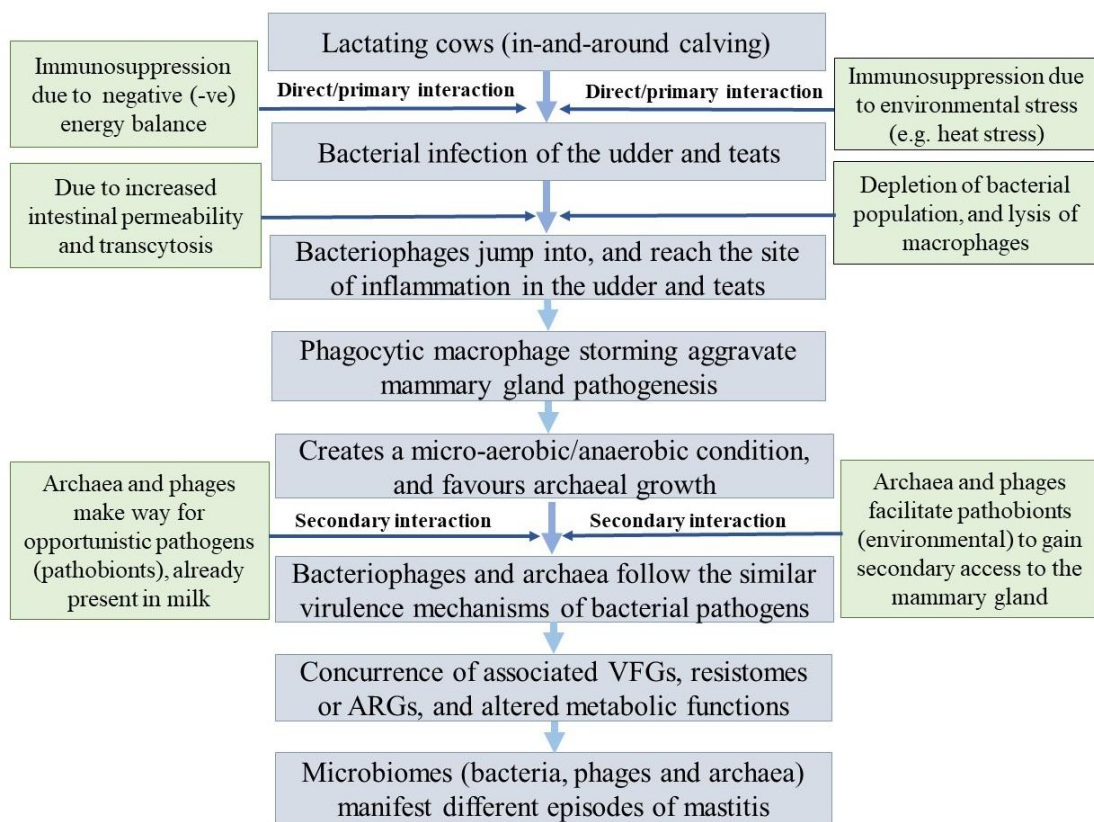 Lactating cows (in-and-around calving)
Immunosuppression
due to negative (-ve)
energy balance
Direct/primary interaction
Direct/primary interaction
Immunosuppression due
to environmental stress
(e.g. heat stress)
Bacterial infection of the udder and teats
Due to increased
intestinal permeability
and transcytosis
Depletion of bacterial
population, and lysis of
macrophages
Bacteriophages jump into, and reach the site
of inflammation in the udder and teats
Phagocytic macrophage storming aggravate
mammary gland pathogenesis
Creates a micro-aerobic/anaerobic condition,
and favours archaeal growth
Archaea and phages
make way for
opportunistic pathogens
(pathobionts), already
present in milk
Secondary interaction
Secondary interaction
Archaea and phages
facilitate pathobionts
(environmental) to gain
secondary access to the
mammary gland
Bacteriophages and archaea follow the similar
virulence mechanisms of bacterial pathogens
Concurrence of associated VFGs, resistomes
or ARGs, and altered metabolic functions
Microbiomes (bacteria, phages and archaea)
manifest different episodes of mastitis